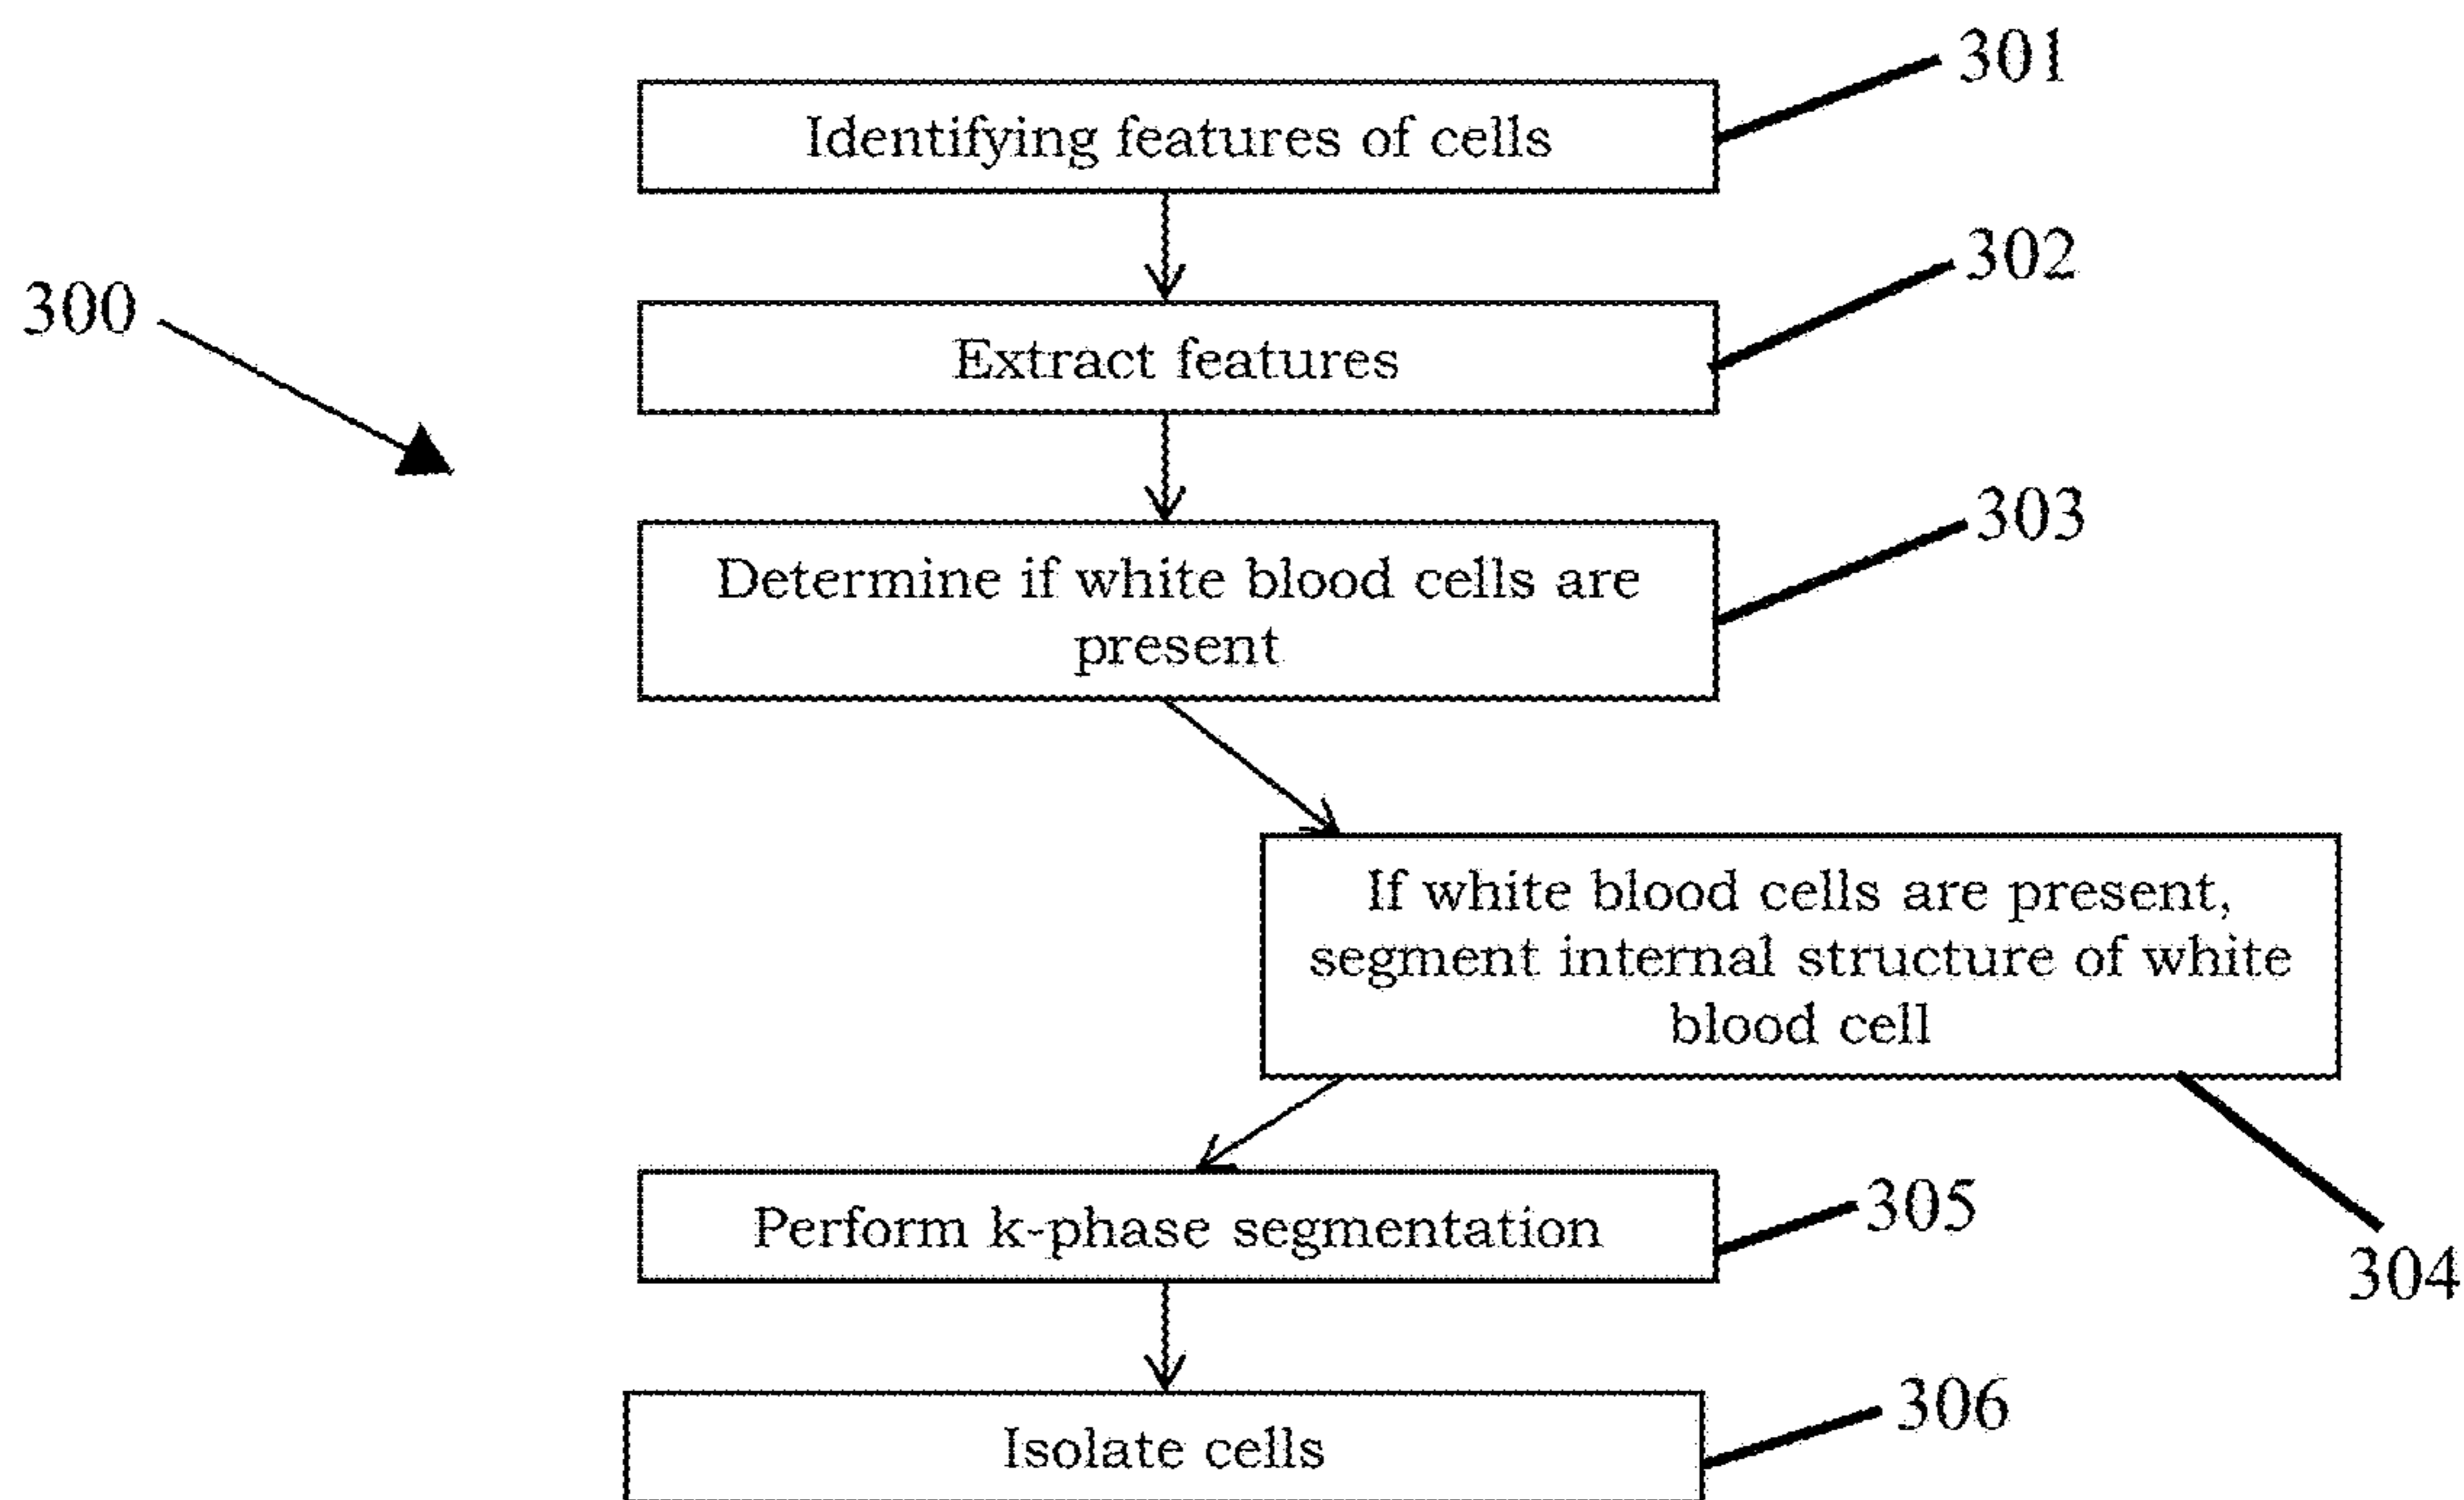 301
Identifying features of cells
302
300
Extract features
303
Determine if white blood cells are
present
If white blood cells are present,
segment internal structure of white
blood cell
305
Perform k-phase segmentation
304
306
Isolate cells